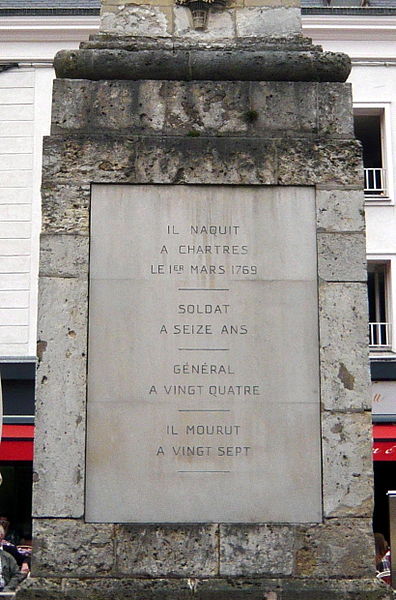 IL NAQUIT
A CHARTRES
LE 1ER MARS 1769
SOLDAT
A SEIZE ANS
GÉNÉRAL
A VINGT QUATRE
IL MOURUT
A VINGT SEPT